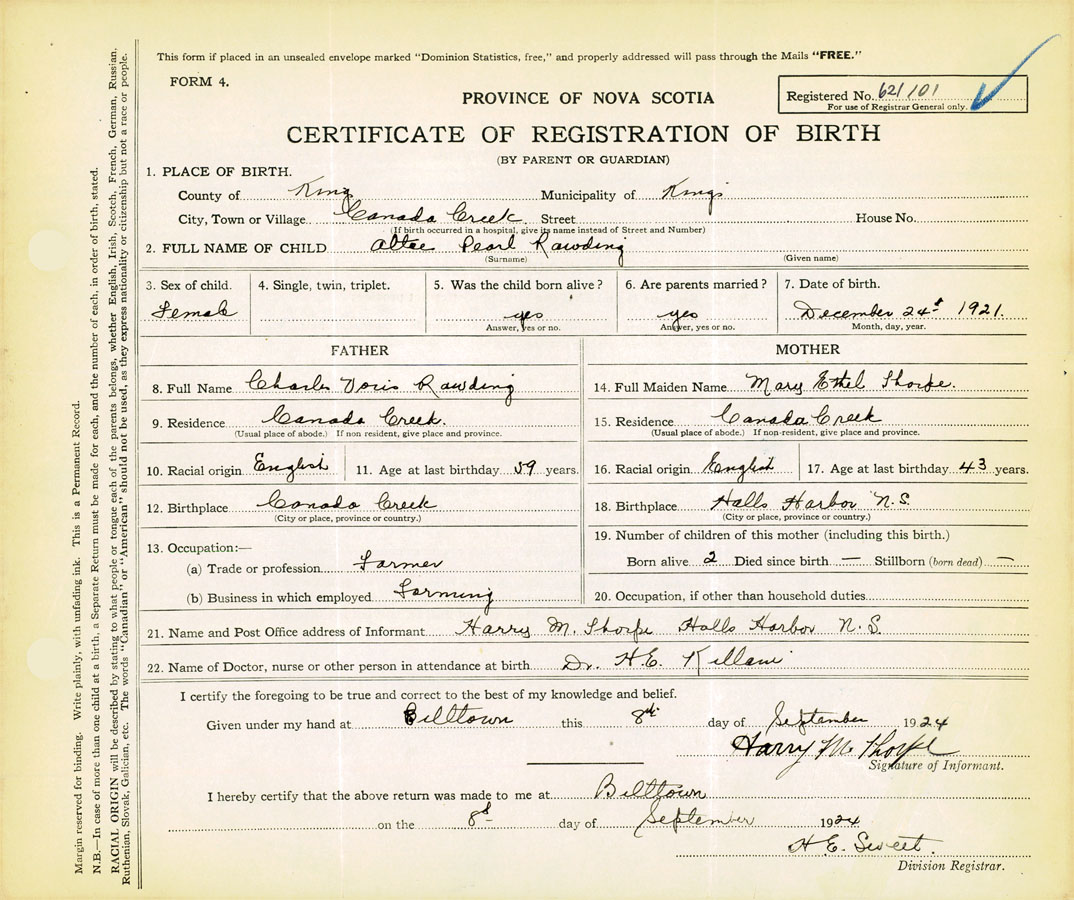 This form if placed in an unsealed envelope marked "Dominion Statistics, free," and properly addressed will pass through the Mails "FREE."
FORM 4.
Registered No. 621101
For use of Registrar General only.
PROVINCE OF NOVA SCOTIA
CERTIFICATE OF REGISTRATION OF BIRTH
(BY PARENT OR GUARDIAN)
1. PLACE OF BIRTH.
County of Kings Municipality of Kings
City, Town or Village Canada Creek Street House No.
(If birth occurred in a hospital, give its name instead of Street and Number)
2. FULL NAME OF CHILD Pearl Rawding
(Surname) (Given name)
3. Sex of child. 4. Single, twin, triplet. 5. Was the child born alive? 6. Are parents married? 7. Date of birth.
Female yes yes December 24th 1921.
Answer, yes or no. Answer, yes or no. Month, day, year.
FATHER MOTHER
8. Full Name Charles Rawding
14. Full Maiden Name Mary Ethel Thorpe.
9. Residence Canada Creek.
(Usual place of abode.) If non resident, give place and province.
15. Residence Canada Creek
(Usual place of abode.) If non-resident, give place and province.
10. Racial origin English 11. Age at last birthday 59 years.
16. Racial origin English 17. Age at last birthday 43 years.
12. Birthplace Canada Creek
(City or place, province or country.)
18. Birthplace Halls Harbor N.S.
(City or place, province or country.)
13. Occupation:—
(a) Trade or profession Farmer
(b) Business in which employed Farming
19. Number of children of this mother (including this birth.)
Born alive 2 Died since birth — Stillborn (born dead) —
20. Occupation, if other than household duties
21. Name and Post Office address of Informant Harry M. Thorpe Halls Harbor N.S.
22. Name of Doctor, nurse or other person in attendance at birth Dr. H.E. Killam
I certify the foregoing to be true and correct to the best of my knowledge and belief.
Given under my hand at Billtown this 8th day of September 1924
Harry M. Thorpe
Signature of Informant.
I hereby certify that the above return was made to me at Billtown
on the 8th day of September 1924
H.E. Sweet.
Division Registrar.
Margin reserved for binding. Write plainly, with unfading ink. This is a Permanent Record.
N.B.—In case of more than one child at a birth, a Separate Return must be made for each, and the number of each, in order of birth, stated.
RACIAL ORIGIN will be described by stating to what people or tongue each of the parents belongs, whether English, Irish, Scotch, French, German, Russian,
Ruthenian, Slovak, Galician, etc. The words "Canadian" or "American" should not be used, as they express nationality or citizenship but not a race or people.